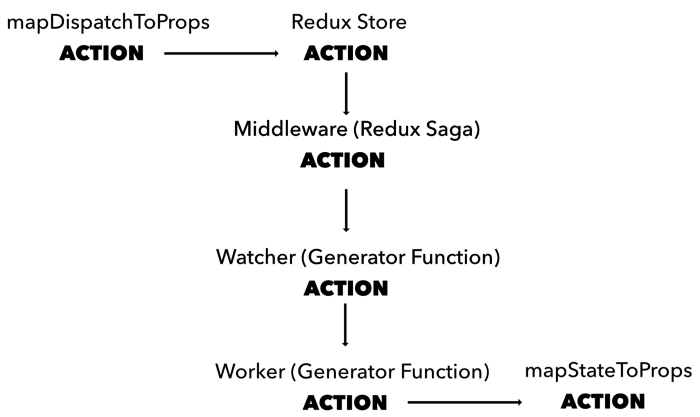 mapDispatchToProps
ACTION
Redux Store
ACTION
Middleware (Redux Saga)
ACTION
Watcher (Generator Function)
ACTION
Worker (Generator Function)
ACTION
mapStateToProps
ACTION